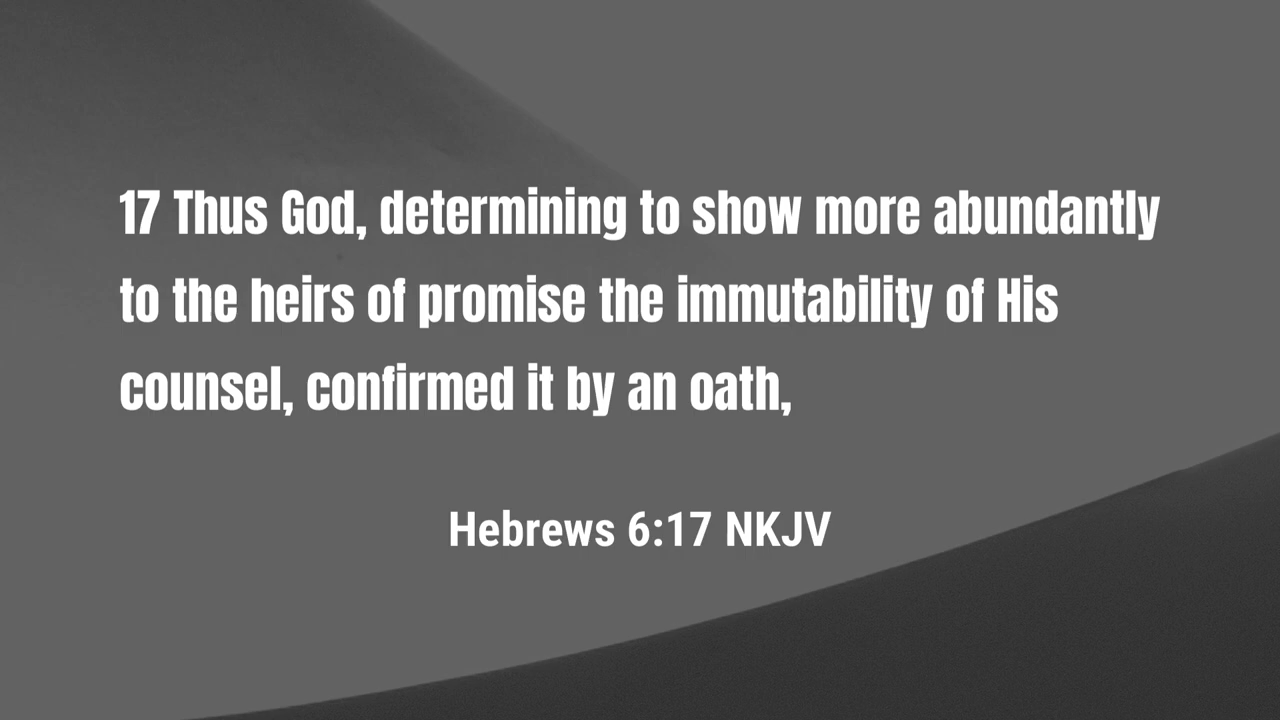 17 Thus God, determining to show more abundantly
to the heirs of promise the immutability of His
counsel, confirmed it by an oath,
Hebrews 6:17 NKJV